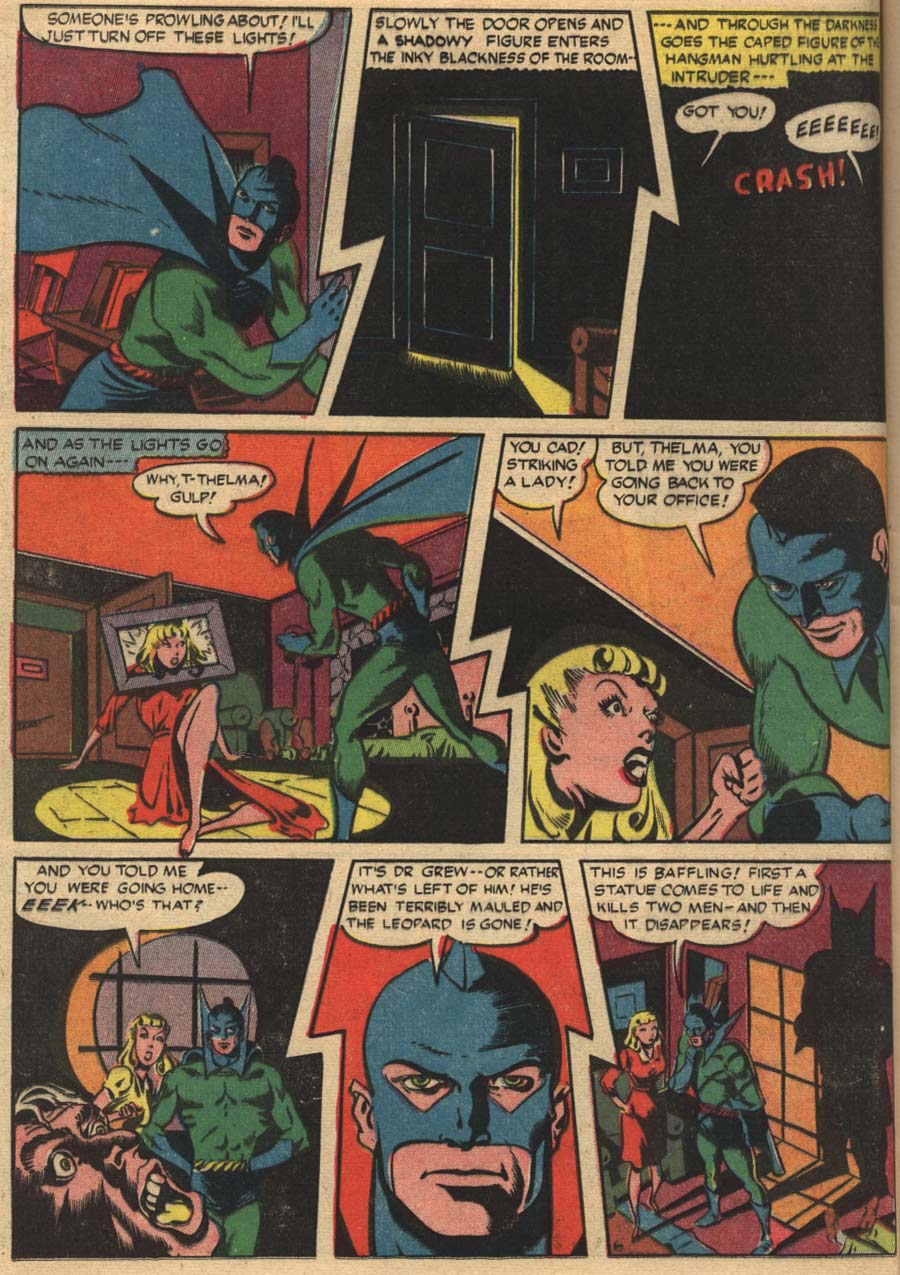 SOMEONE'S PROWLING ABOUT! I'LL
JUST TURN OFF THESE LIGHTS!
SLOWLY THE DOOR OPENS AND
A SHADOWY FIGURE ENTERS
THE INKY BLACKNESS OF THE ROOM--
---AND THROUGH THE DARKNESS
GOES THE CAPED FIGURE OF THE
HANGMAN HURTLING AT THE
INTRUDER---
GOT YOU!
EEEEEEE!
CRASH!
AND AS THE LIGHTS GO
ON AGAIN---
WHY, T-THELMA!
GULP!
YOU CAD!
STRIKING
A LADY!
BUT, THELMA, YOU
TOLD ME YOU WERE
GOING BACK TO
YOUR OFFICE!
AND YOU TOLD ME
YOU WERE GOING HOME--
EEEK-- WHO'S THAT?
IT'S DR GREW--OR RATHER
WHAT'S LEFT OF HIM! HE'S
BEEN TERRIBLY MAULED AND
THE LEOPARD IS GONE!
THIS IS BAFFLING! FIRST A
STATUE COMES TO LIFE AND
KILLS TWO MEN--AND THEN
IT DISAPPEARS!
6